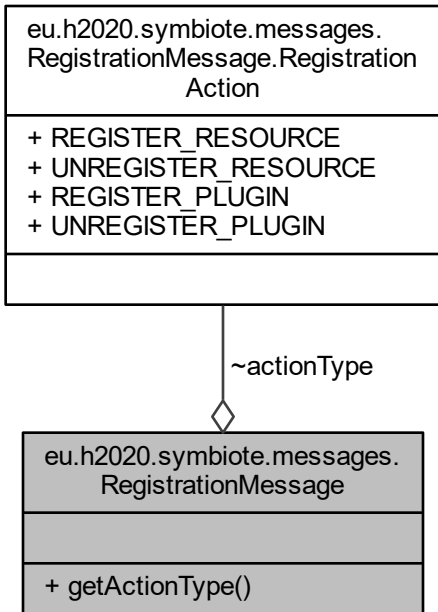 eu.h2020.symbiote.messages.
RegistrationMessage.Registration
Action
+ REGISTER_RESOURCE
+ UNREGISTER_RESOURCE
+ REGISTER_PLUGIN
+ UNREGISTER_PLUGIN
~actionType
eu.h2020.symbiote.messages.
RegistrationMessage
+ getActionType()